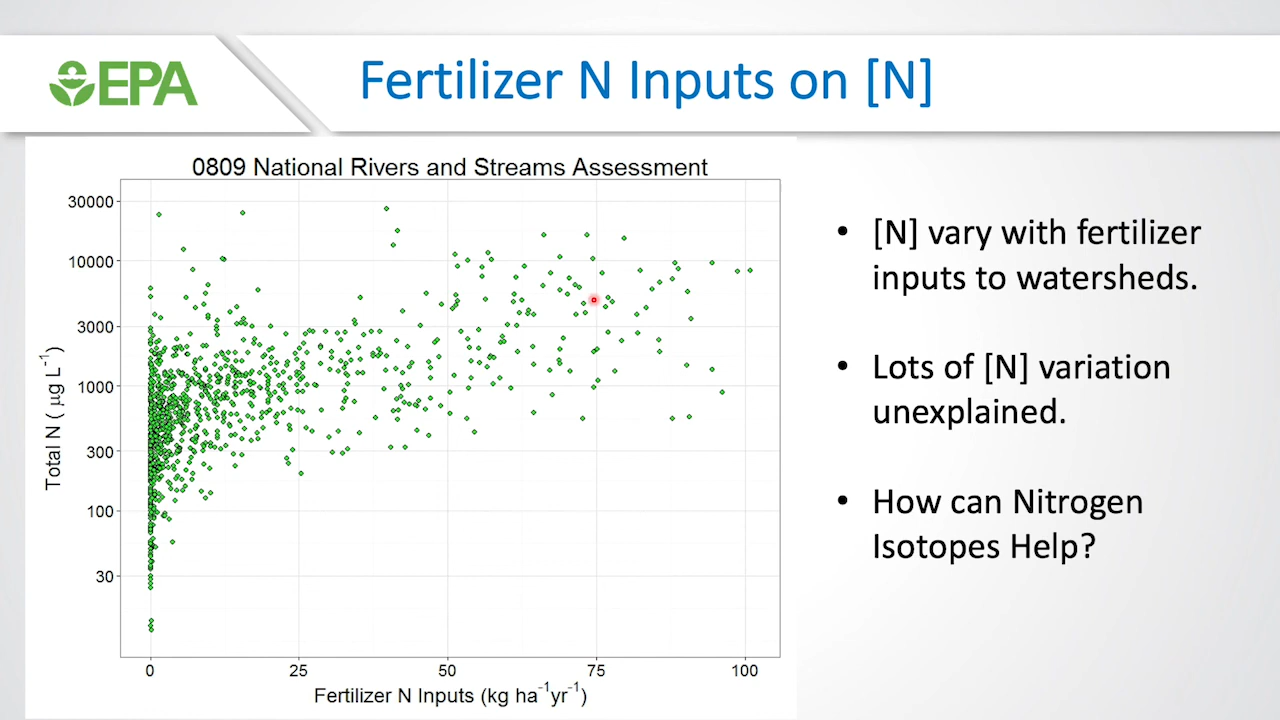 EPA
Fertilizer N Inputs on [N]
0809 National Rivers and Streams Assessment
30000
10000
3000
1000
300
100
30
Total N ( µg L⁻¹)
0 25 50 75 100
Fertilizer N Inputs (kg ha⁻¹yr⁻¹)
• [N] vary with fertilizer
inputs to watersheds.
• Lots of [N] variation
unexplained.
• How can Nitrogen
Isotopes Help?